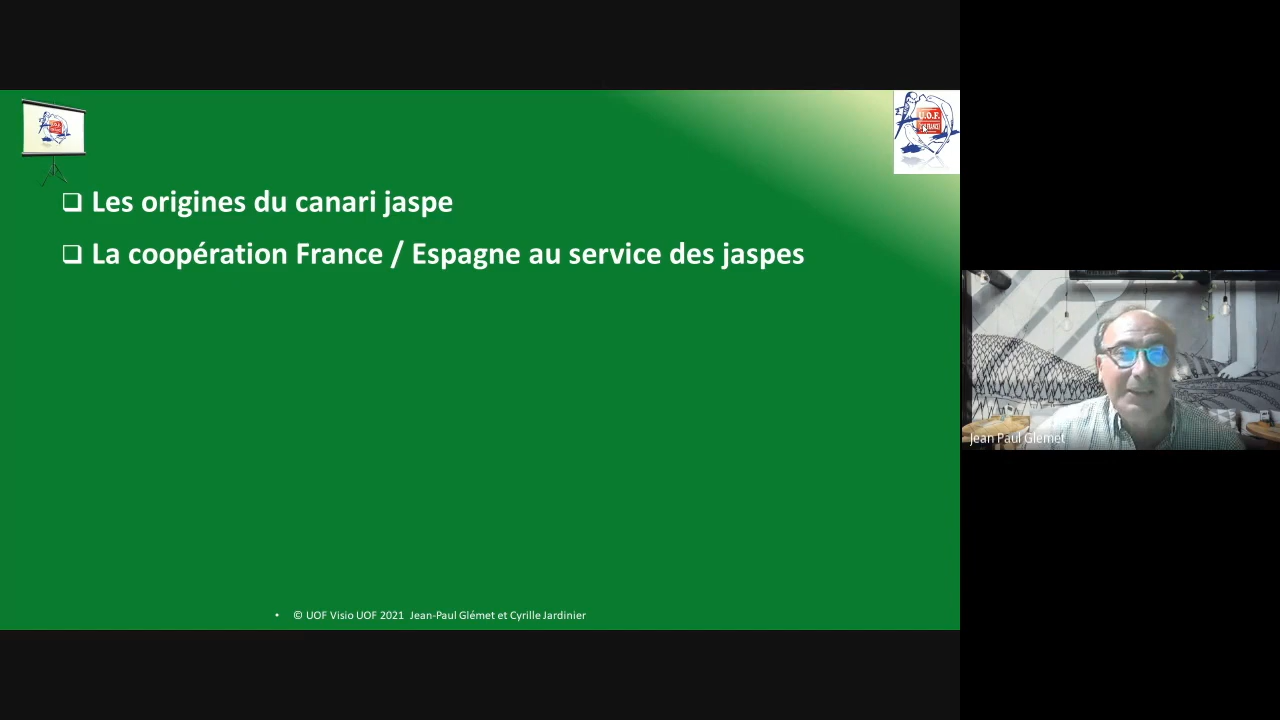 U.O.F.
Les origines du canari jaspe
La coopération France / Espagne au service des jaspes
© UOF Visio UOF 2021 Jean-Paul Glémet et Cyrille Jardinier
Jean Paul Glemet